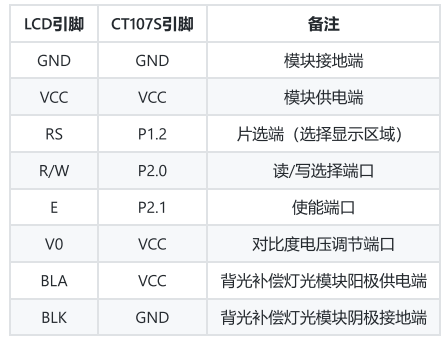 LCD引脚 CT107S引脚 备注
GND GND 模块接地端
VCC VCC 模块供电端
RS P1.2 片选端（选择显示区域）
R/W P2.0 读/写选择端口
E P2.1 使能端口
V0 VCC 对比度电压调节端口
BLA VCC 背光补偿灯光模块阳极供电端
BLK GND 背光补偿灯光模块阴极接地端